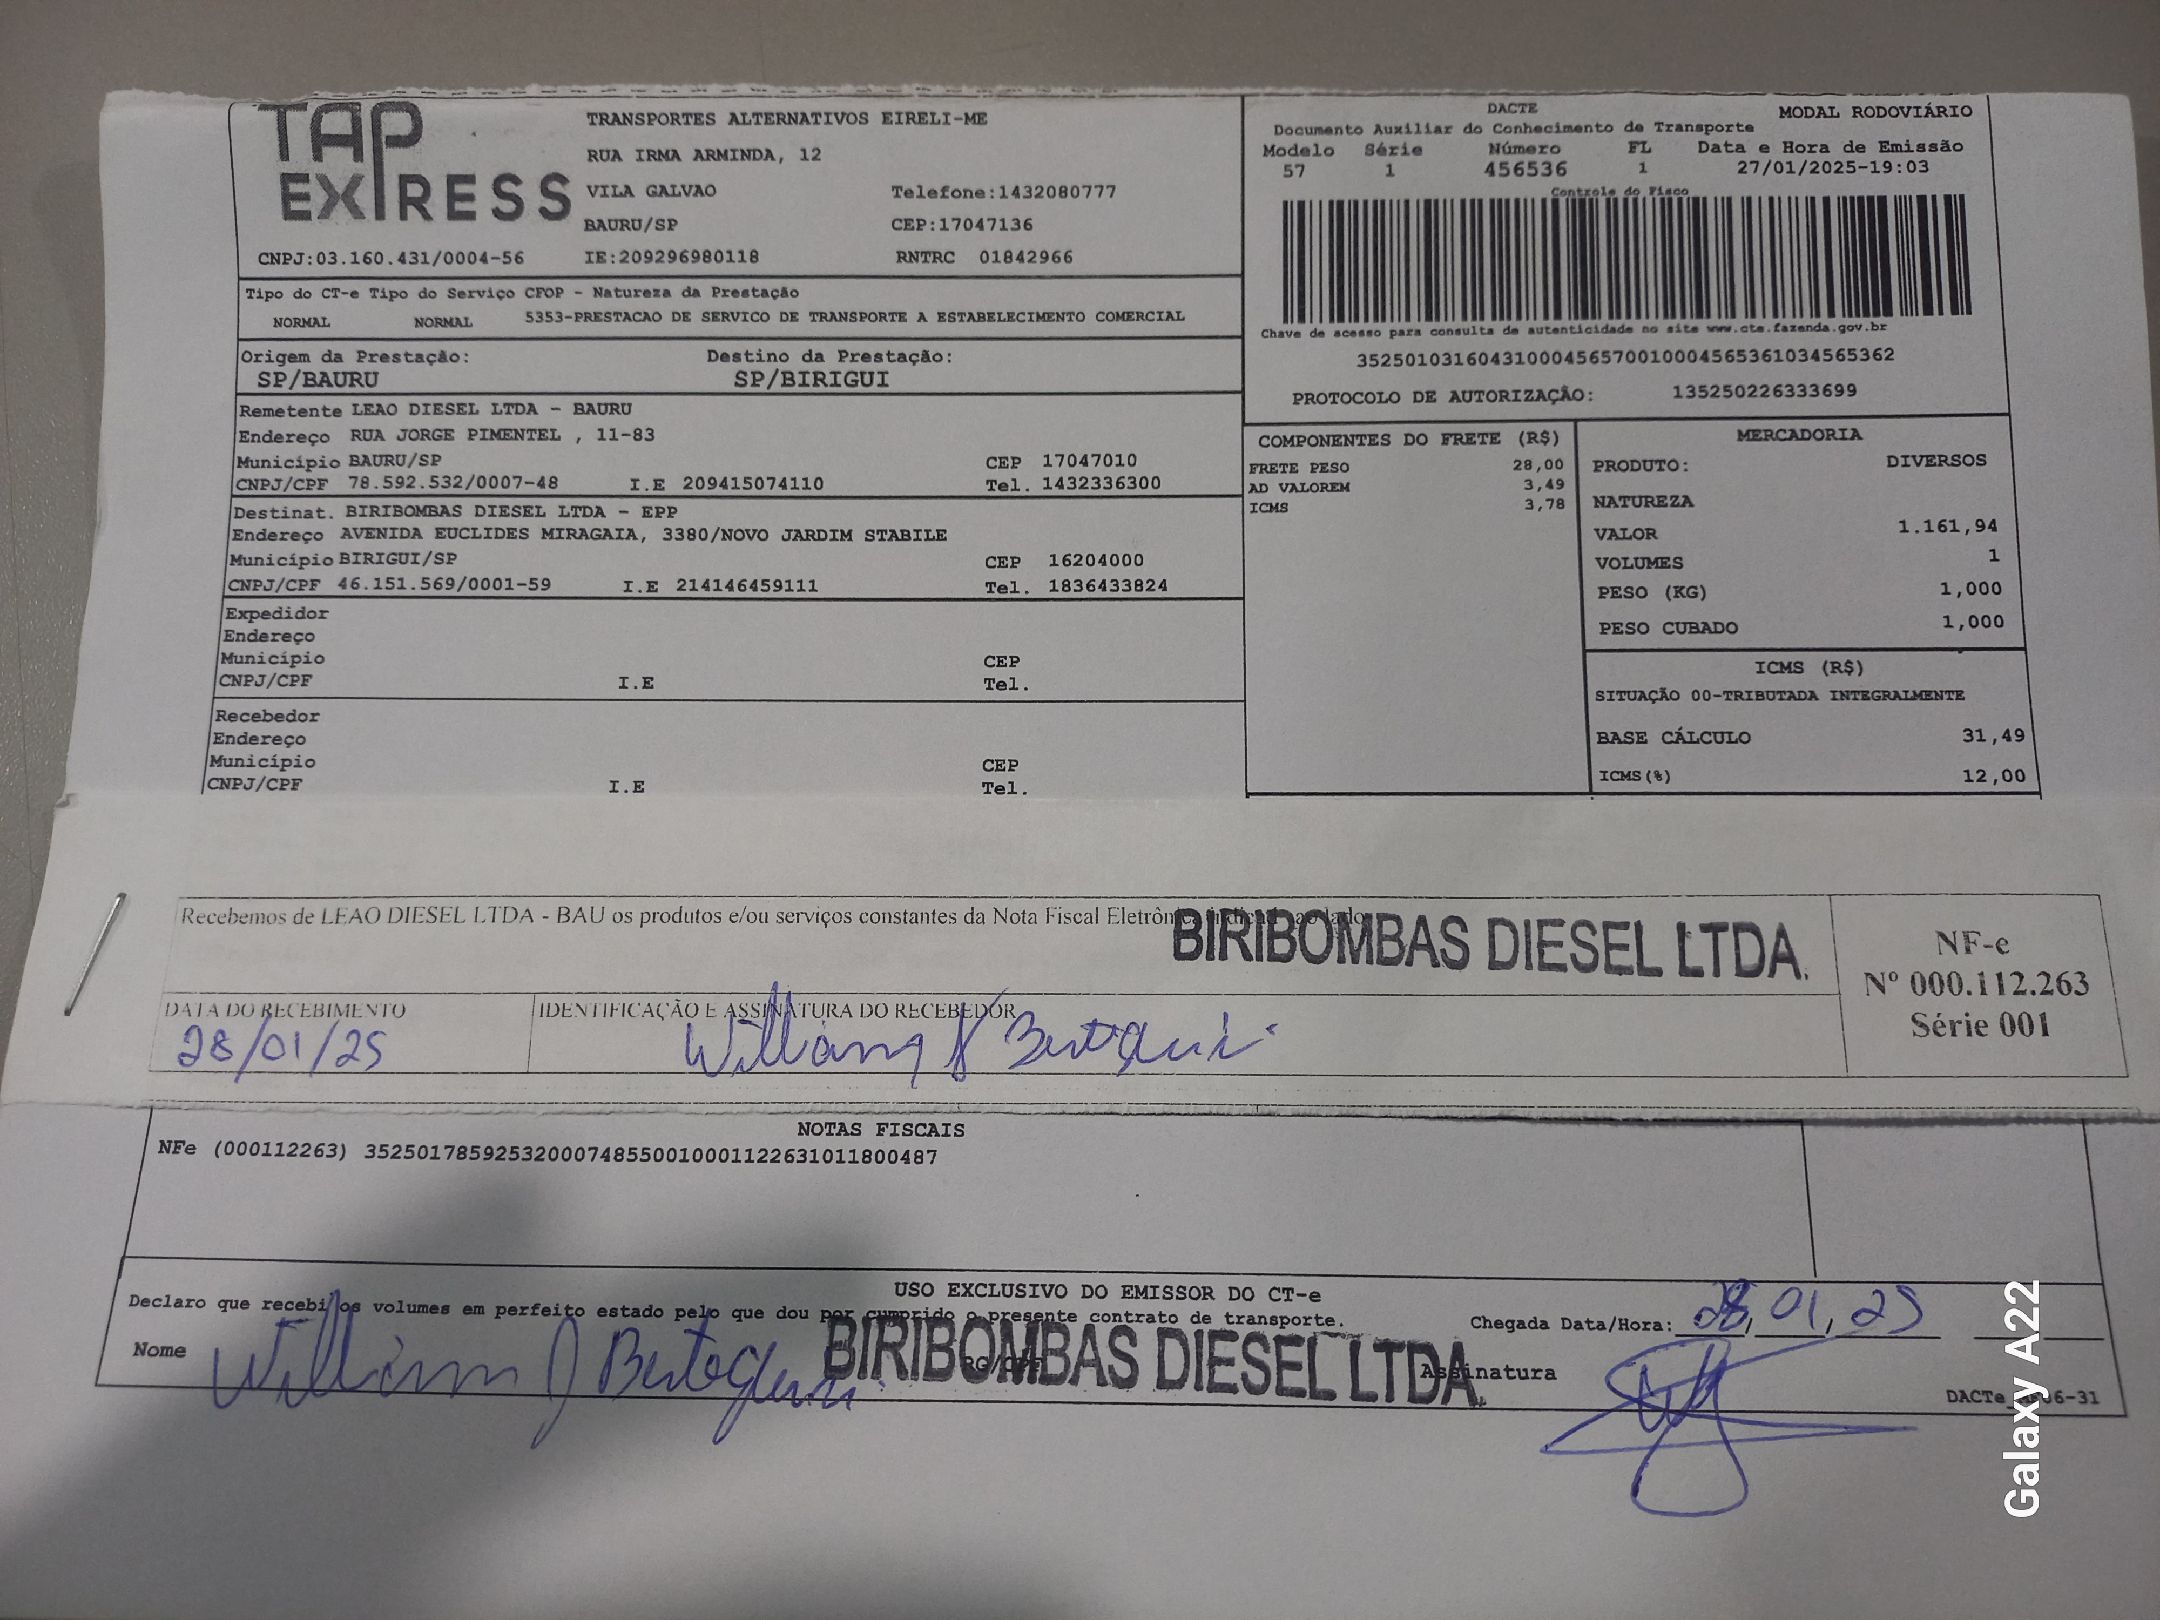 TAP
EXPRESS
TRANSPORTES ALTERNATIVOS EIRELI-ME
RUA IRMA ARMINDA, 12
VILA GALVAO Telefone:1432080777
BAURU/SP CEP:17047136
CNPJ:03.160.431/0004-56 IE:209296980118 RNTRC 01842966
DACTE MODAL RODOVIÁRIO
Documento Auxiliar do Conhecimento de Transporte
Modelo Série Número FL Data e Hora de Emissão
57 1 456536 1 27/01/2025-19:03
Controle do Fisco
Chave de acesso para consulta de autenticidade no site www.cte.fazenda.gov.br
35250103160431000456570010004565361034565362
PROTOCOLO DE AUTORIZAÇÃO: 135250226333699
Tipo do CT-e Tipo do Serviço CFOP - Natureza da Prestação
NORMAL NORMAL 5353-PRESTACAO DE SERVICO DE TRANSPORTE A ESTABELECIMENTO COMERCIAL
Origem da Prestação: Destino da Prestação:
SP/BAURU SP/BIRIGUI
Remetente LEAO DIESEL LTDA - BAURU
Endereço RUA JORGE PIMENTEL , 11-83
Município BAURU/SP CEP 17047010
CNPJ/CPF 78.592.532/0007-48 I.E 209415074110 Tel. 1432336300
Destinat. BIRIBOMBAS DIESEL LTDA - EPP
Endereço AVENIDA EUCLIDES MIRAGAIA, 3380/NOVO JARDIM STABILE
Município BIRIGUI/SP CEP 16204000
CNPJ/CPF 46.151.569/0001-59 I.E 214146459111 Tel. 1836433824
Expedidor
Endereço
Município CEP
CNPJ/CPF I.E Tel.
Recebedor
Endereço
Município CEP
CNPJ/CPF I.E Tel.
COMPONENTES DO FRETE (R$)
FRETE PESO 28,00
AD VALOREM 3,49
ICMS 3,78
MERCADORIA
PRODUTO: DIVERSOS
NATUREZA
VALOR 1.161,94
VOLUMES 1
PESO (KG) 1,000
PESO CUBADO 1,000
ICMS (R$)
SITUAÇÃO 00-TRIBUTADA INTEGRALMENTE
BASE CÁLCULO 31,49
ICMS(%) 12,00
Recebemos de LEAO DIESEL LTDA - BAU os produtos e/ou serviços constantes da Nota Fiscal Eletrônica indicada ao lado
BIRIBOMBAS DIESEL LTDA.
NF-e
Nº 000.112.263
Série 001
DATA DO RECEBIMENTO IDENTIFICAÇÃO E ASSINATURA DO RECEBEDOR
28/01/25 William
NOTAS FISCAIS
NFe (000112263) 35250178592532000748550010001122631011800487
USO EXCLUSIVO DO EMISSOR DO CT-e
Declaro que recebi os volumes em perfeito estado pelo que dou por cumprido o presente contrato de transporte.
Chegada Data/Hora: 28, 01, 25
Nome William J RG/CPF Assinatura
BIRIBOMBAS DIESEL LTDA.
Galaxy A22